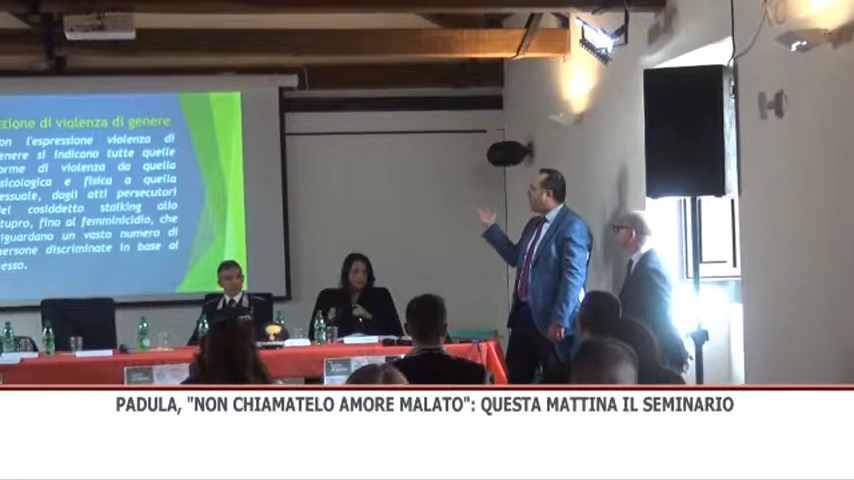 zione di violenza di genere
on l'espressione violenza di
enere si indicano tutte quelle
orme di violenza da quella
sicologica e fisica a quella
essuale, dagli atti persecutori
el cosiddetto stalking allo
tupro, fino al femminicidio, che
iguardano un vasto numero di
ersone discriminate in base al
esso.
PADULA, "NON CHIAMATELO AMORE MALATO": QUESTA MATTINA IL SEMINARIO